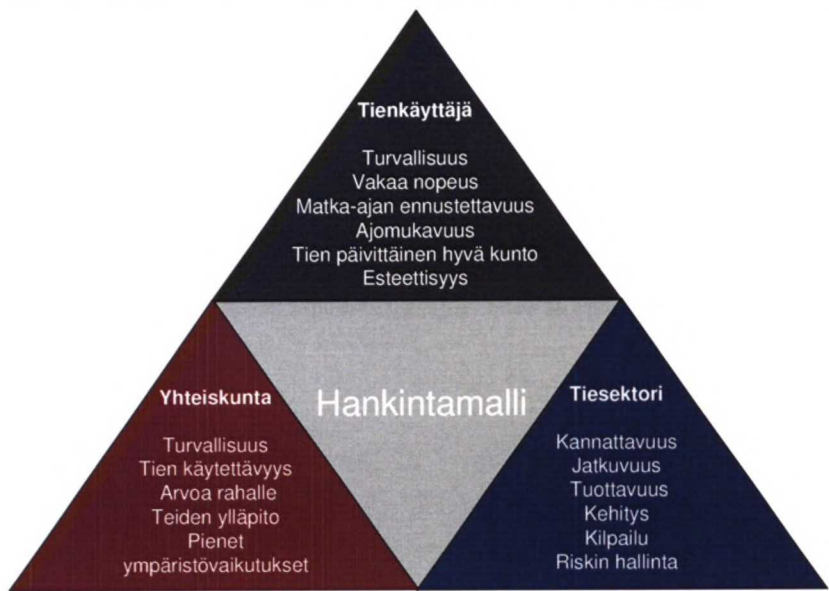 Tienkäyttäjä
Turvallisuus
Vakaa nopeus
Matka-ajan ennustettavuus
Ajomukavuus
Tien päivittäinen hyvä kunto
Esteettisyys
Hankintamalli
Yhteiskunta
Turvallisuus
Tien käytettävyys
Arvoa rahalle
Teiden ylläpito
Pienet
ympäristövaikutukset
Tiesektori
Kannattavuus
Jatkuvuus
Tuottavuus
Kehitys
Kilpailu
Riskin hallinta